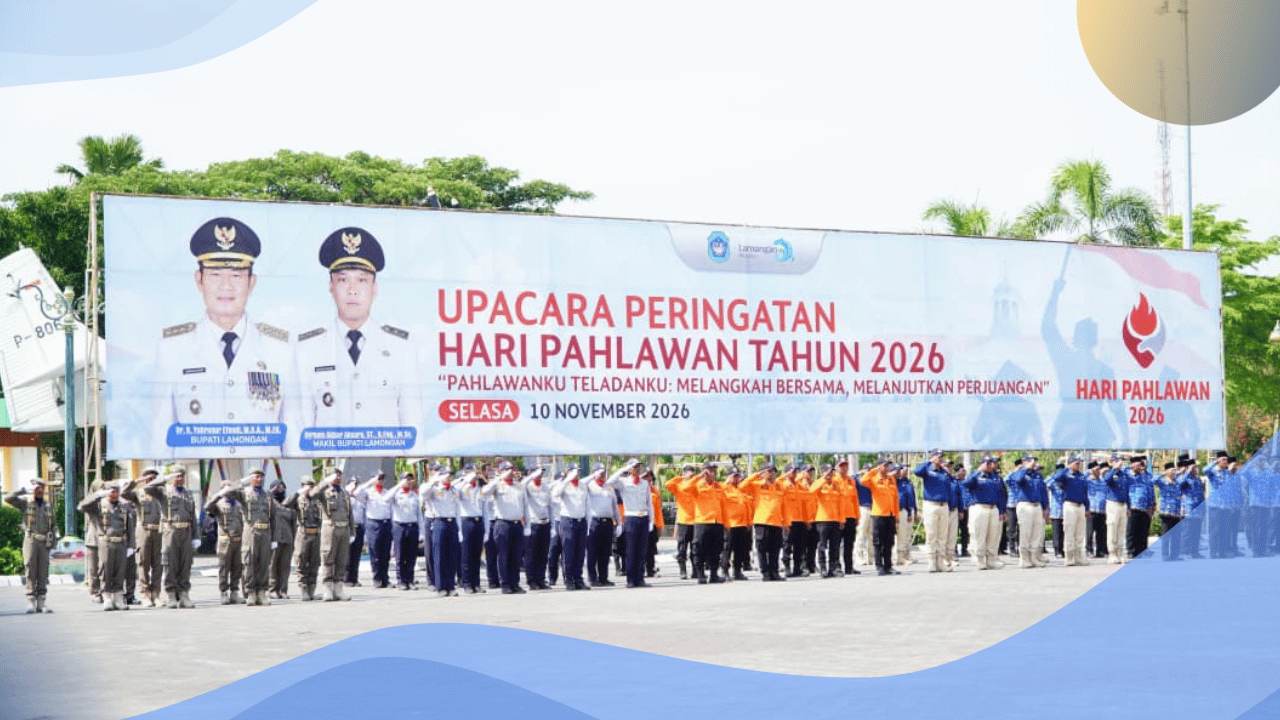 Lamongan
UPACARA PERINGATAN
HARI PAHLAWAN TAHUN 2026
“PAHLAWANKU TELADANKU: MELANGKAH BERSAMA, MELANJUTKAN PERJUANGAN”
SELASA 10 NOVEMBER 2026
HARI PAHLAWAN
2026
BUPATI LAMONGAN
WAKIL BUPATI LAMONGAN
P-806